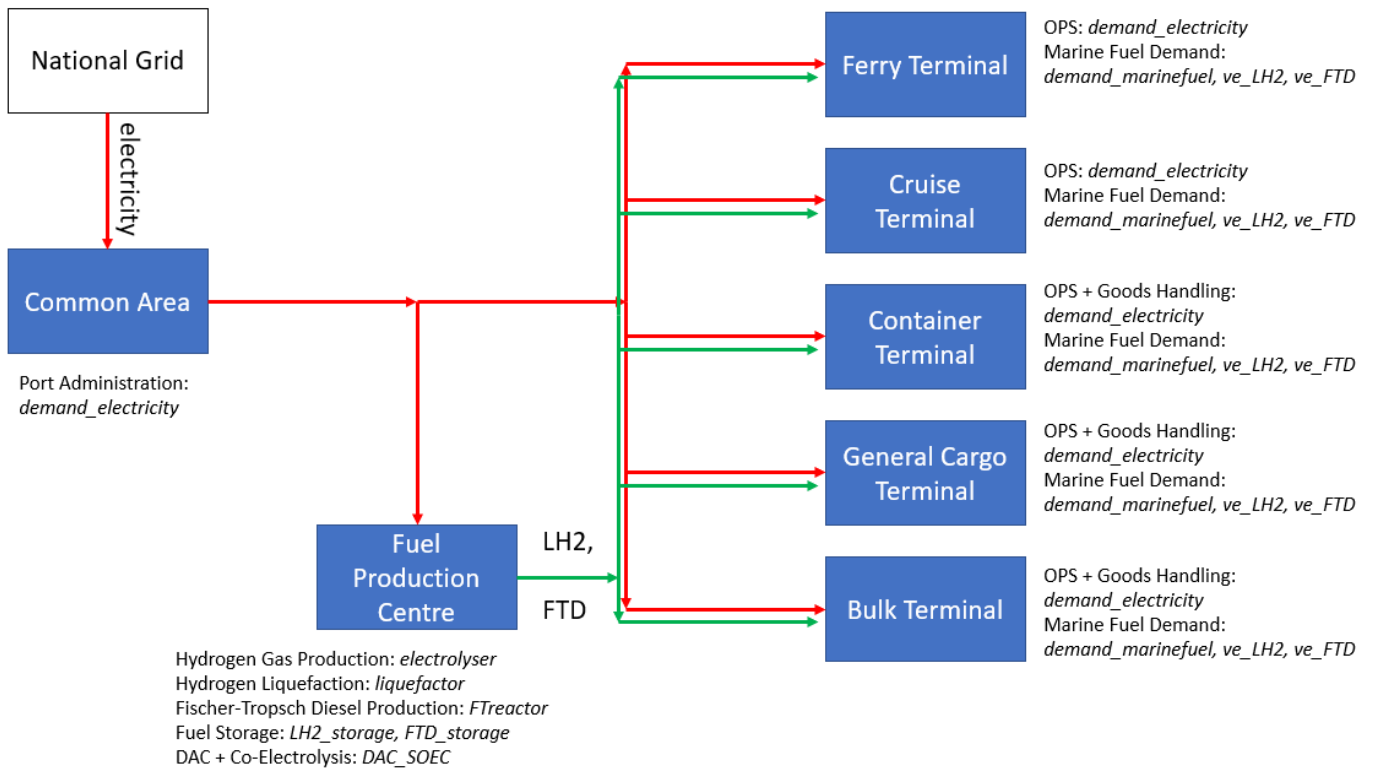 National Grid
electricity
Common Area
Port Administration:
demand_electricity
Fuel
Production
Centre
LH2,
FTD
Hydrogen Gas Production: electrolyser
Hydrogen Liquefaction: liquefactor
Fischer-Tropsch Diesel Production: FTreactor
Fuel Storage: LH2_storage, FTD_storage
DAC + Co-Electrolysis: DAC_SOEC
Ferry Terminal
OPS: demand_electricity
Marine Fuel Demand:
demand_marinefuel, ve_LH2, ve_FTD
Cruise
Terminal
OPS: demand_electricity
Marine Fuel Demand:
demand_marinefuel, ve_LH2, ve_FTD
Container
Terminal
OPS + Goods Handling:
demand_electricity
Marine Fuel Demand:
demand_marinefuel, ve_LH2, ve_FTD
General Cargo
Terminal
OPS + Goods Handling:
demand_electricity
Marine Fuel Demand:
demand_marinefuel, ve_LH2, ve_FTD
Bulk Terminal
OPS + Goods Handling:
demand_electricity
Marine Fuel Demand:
demand_marinefuel, ve_LH2, ve_FTD